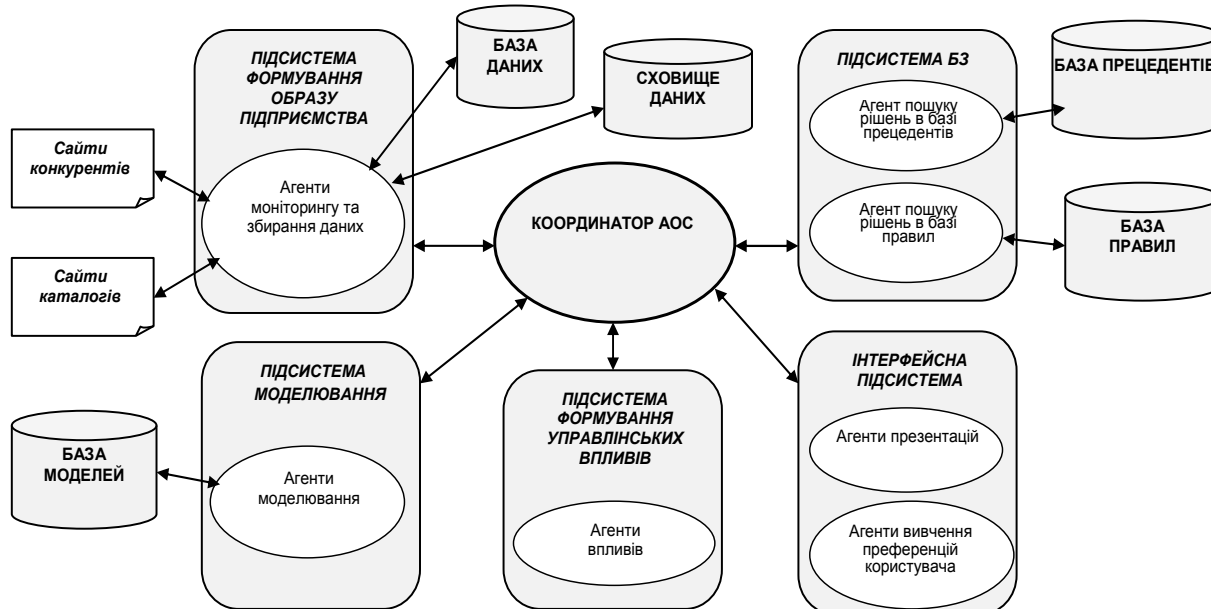 ПІДСИСТЕМА
ФОРМУВАННЯ
ОБРАЗУ
ПІДПРИЄМСТВА
Агенти
моніторингу та
збирання даних
БАЗА
ДАНИХ
СХОВИЩЕ
ДАНИХ
Сайти
конкурентів
Сайти
каталогів
КООРДИНАТОР АОС
ПІДСИСТЕМА БЗ
Агент пошуку
рішень в базі
прецедентів
Агент пошуку
рішень в базі
правил
БАЗА ПРЕЦЕДЕНТІВ
БАЗА
ПРАВИЛ
ПІДСИСТЕМА
МОДЕЛЮВАННЯ
Агенти
моделювання
БАЗА
МОДЕЛЕЙ
ПІДСИСТЕМА
ФОРМУВАННЯ
УПРАВЛІНСЬКИХ
ВПЛИВІВ
Агенти
впливів
ІНТЕРФЕЙСНА
ПІДСИСТЕМА
Агенти презентацій
Агенти вивчення
преференцій
користувача